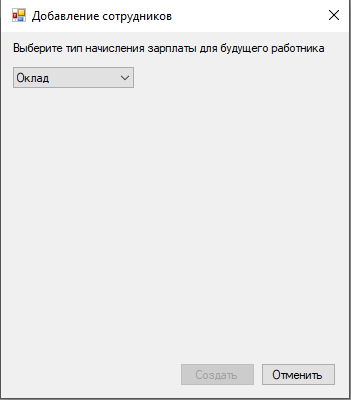 Добавление сотрудников
Выберите тип начисления зарплаты для будущего работника
Оклад
Создать
Отменить